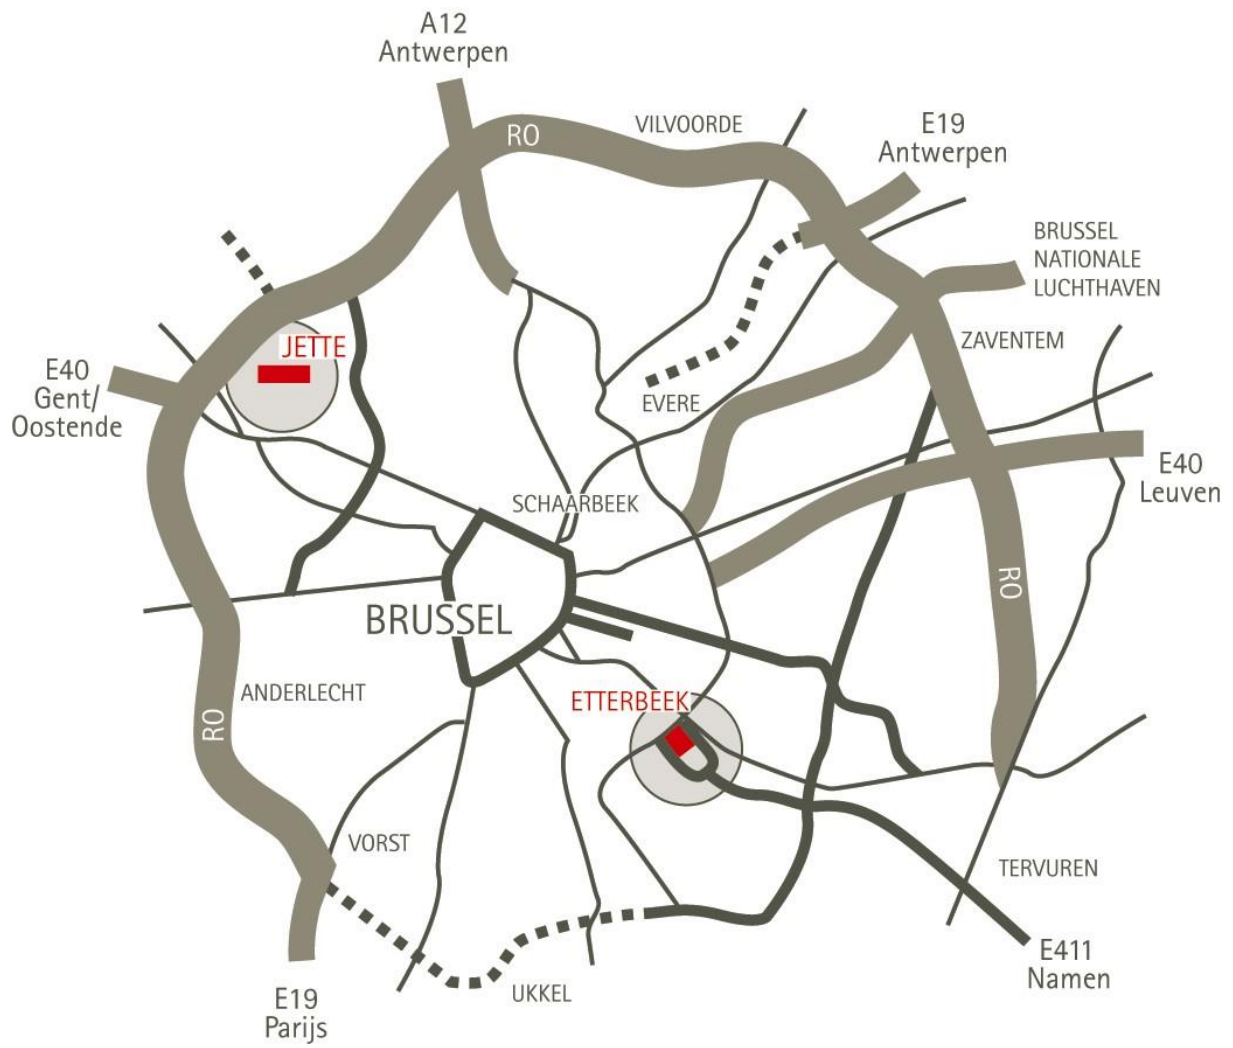 A12
Antwerpen
RO
VILVOORDE
E19
Antwerpen
BRUSSEL
NATIONALE
LUCHTHAVEN
ZAVENTEM
JETTE
E40
Gent/
Oostende
EVERE
E40
Leuven
SCHAARBEEK
RO
BRUSSEL
ANDERLECHT
ETTERBEEK
RO
VORST
TERVUREN
E411
Namen
UKKEL
E19
Parijs